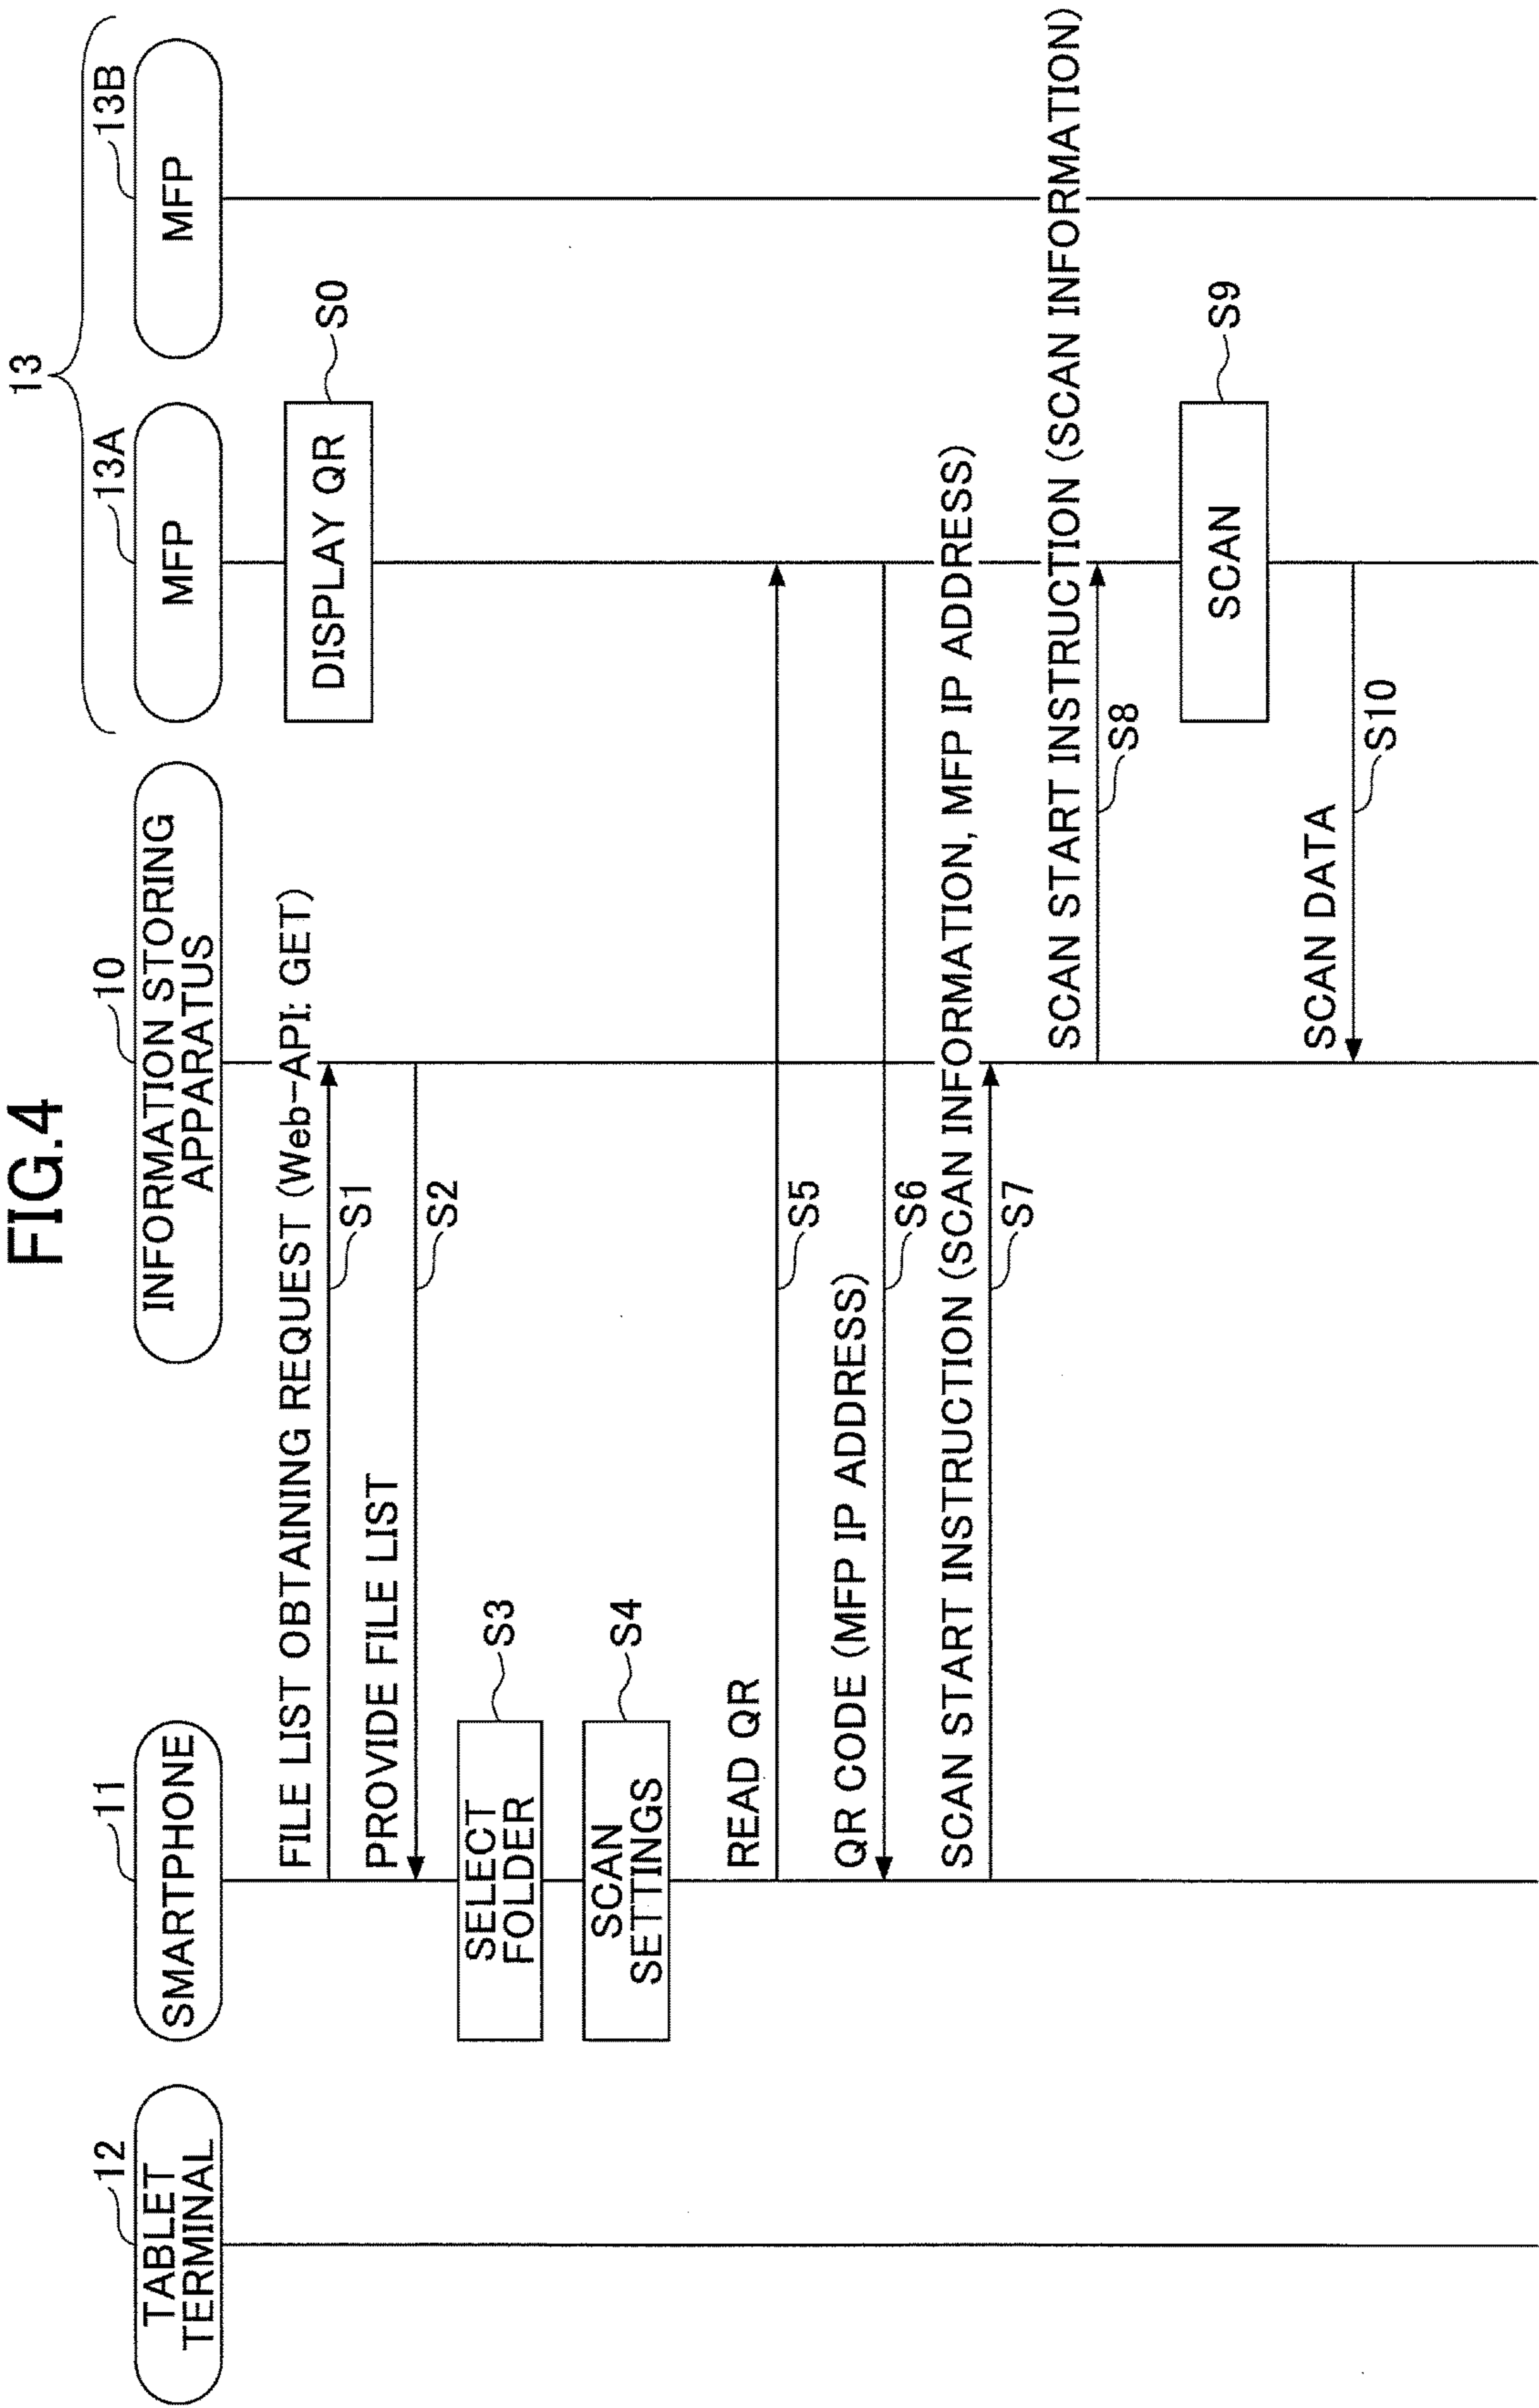 FIG.4
12
TABLET
TERMINAL
11
SMARTPHONE
10
INFORMATION STORING
APPARATUS
13
13A
MFP
13B
MFP
DISPLAY QR
S0
FILE LIST OBTAINING REQUEST (Web-API: GET)
S1
PROVIDE FILE LIST
S2
SELECT
FOLDER
S3
SCAN
SETTINGS
S4
READ QR
S5
QR CODE (MFP IP ADDRESS)
S6
SCAN START INSTRUCTION (SCAN INFORMATION, MFP IP ADDRESS)
S7
SCAN START INSTRUCTION (SCAN INFORMATION)
S8
SCAN
S9
SCAN DATA
S10